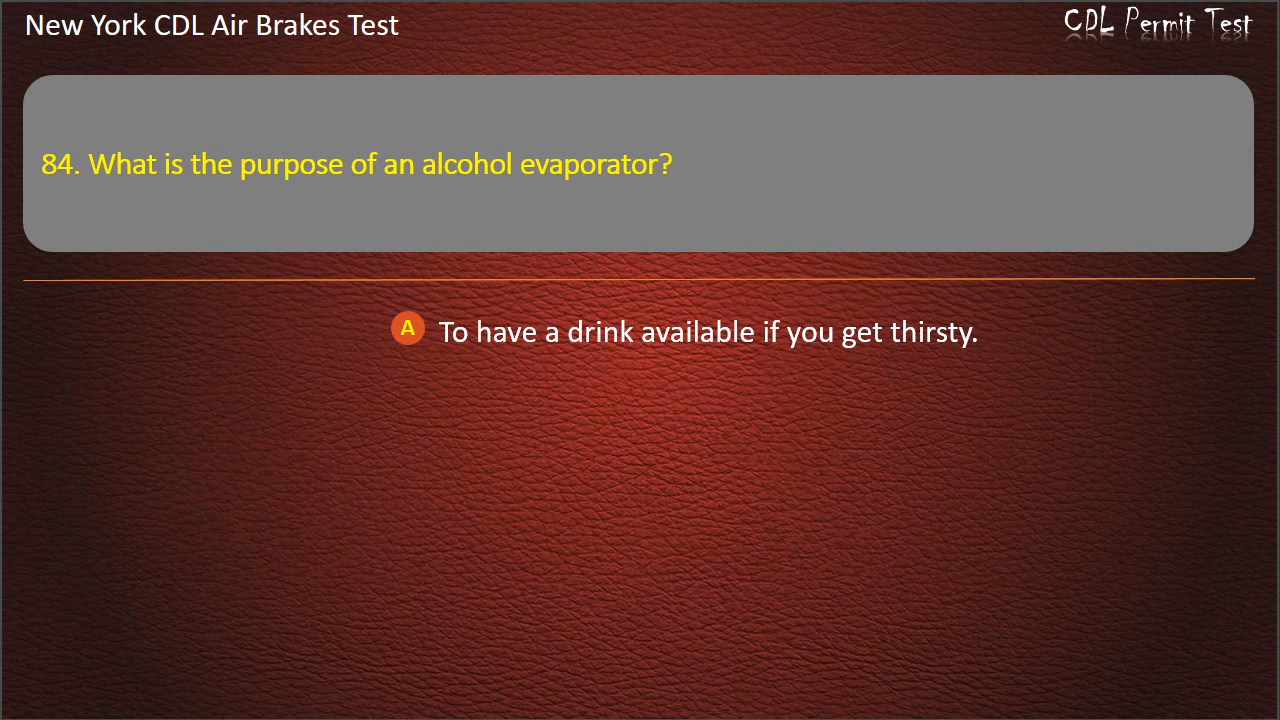 New York CDL Air Brakes Test
CDL Permit Test
84. What is the purpose of an alcohol evaporator?
A To have a drink available if you get thirsty.